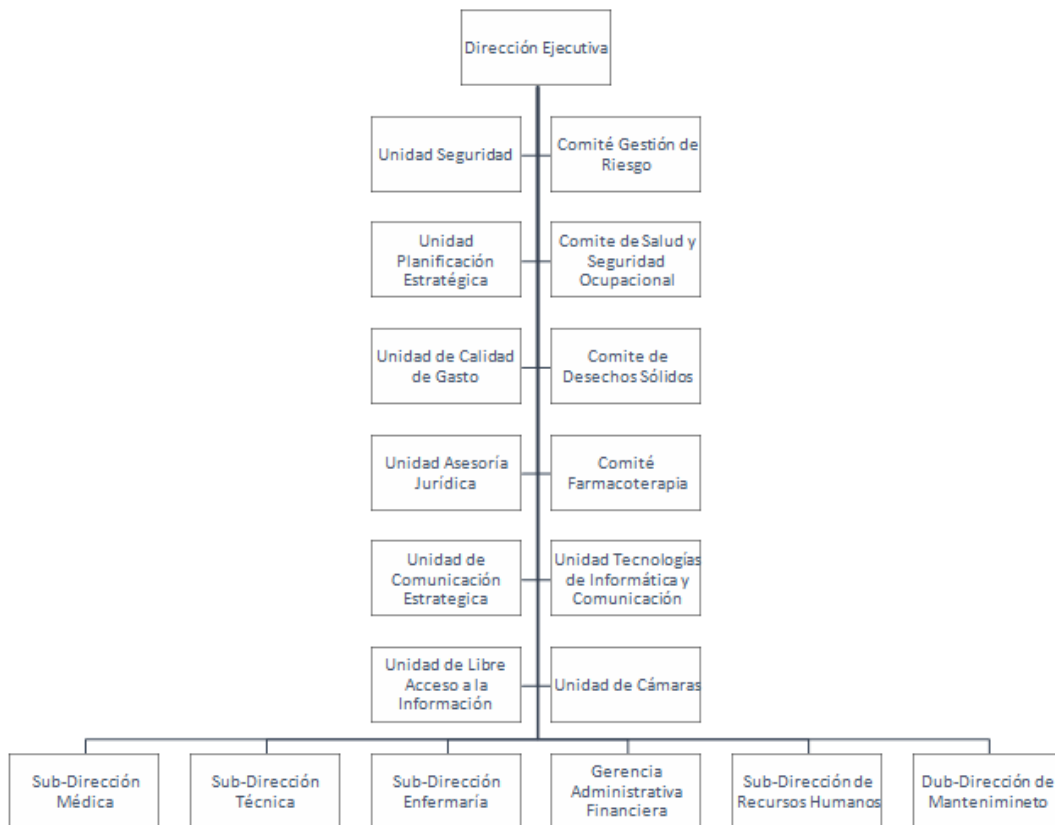 Dirección Ejecutiva
Unidad Seguridad
Comité Gestión de
Riesgo
Unidad
Planificación
Estratégica
Comite de Salud y
Seguridad
Ocupacional
Unidad de Calidad
de Gasto
Comite de
Desechos Sólidos
Unidad Asesoría
Jurídica
Comité
Farmacoterapia
Unidad de
Comunicación
Estrategica
Unidad Tecnologías
de Informática y
Comunicación
Unidad de Libre
Acceso a la
Información
Unidad de Cámaras
Sub-Dirección
Médica
Sub-Dirección
Técnica
Sub-Dirección
Enfermaría
Gerencia
Administrativa
Financiera
Sub-Dirección de
Recursos Humanos
Dub-Dirección de
Mantenimineto